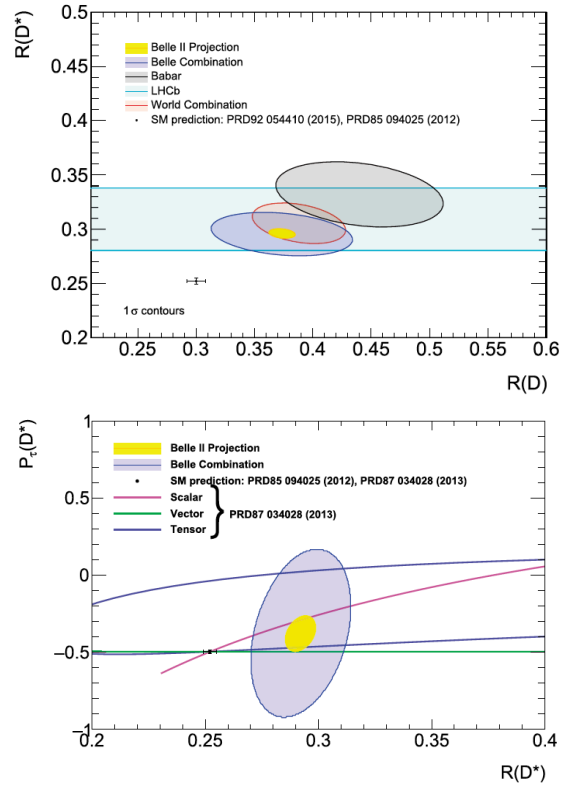 R(D*)
0.5
0.45
0.4
0.35
0.3
0.25
0.2
Belle II Projection
Belle Combination
Babar
LHCb
World Combination
SM prediction: PRD92 054410 (2015), PRD85 094025 (2012)
1σ contours
0.25 0.3 0.35 0.4 0.45 0.5 0.55 0.6
R(D)
Pτ(D*)
1
0.5
0
−0.5
−1
Belle II Projection
Belle Combination
SM prediction: PRD85 094025 (2012), PRD87 034028 (2013)
Scalar
Vector
Tensor
} PRD87 034028 (2013)
0.2 0.25 0.3 0.35 0.4
R(D*)